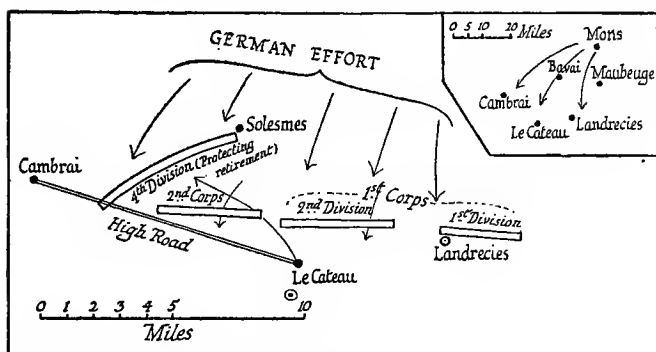 GERMAN EFFORT
0 5 10 20 Miles
Mons
Bavai
Maubeuge
Cambrai
Le Cateau
Landrecies
Solesmes
Cambrai
4th Division (Protecting
retirement)
2nd Corps
1st Corps
2nd Division
1st Division
High Road
Landrecies
Le Cateau
0 1 2 3 4 5 10
Miles